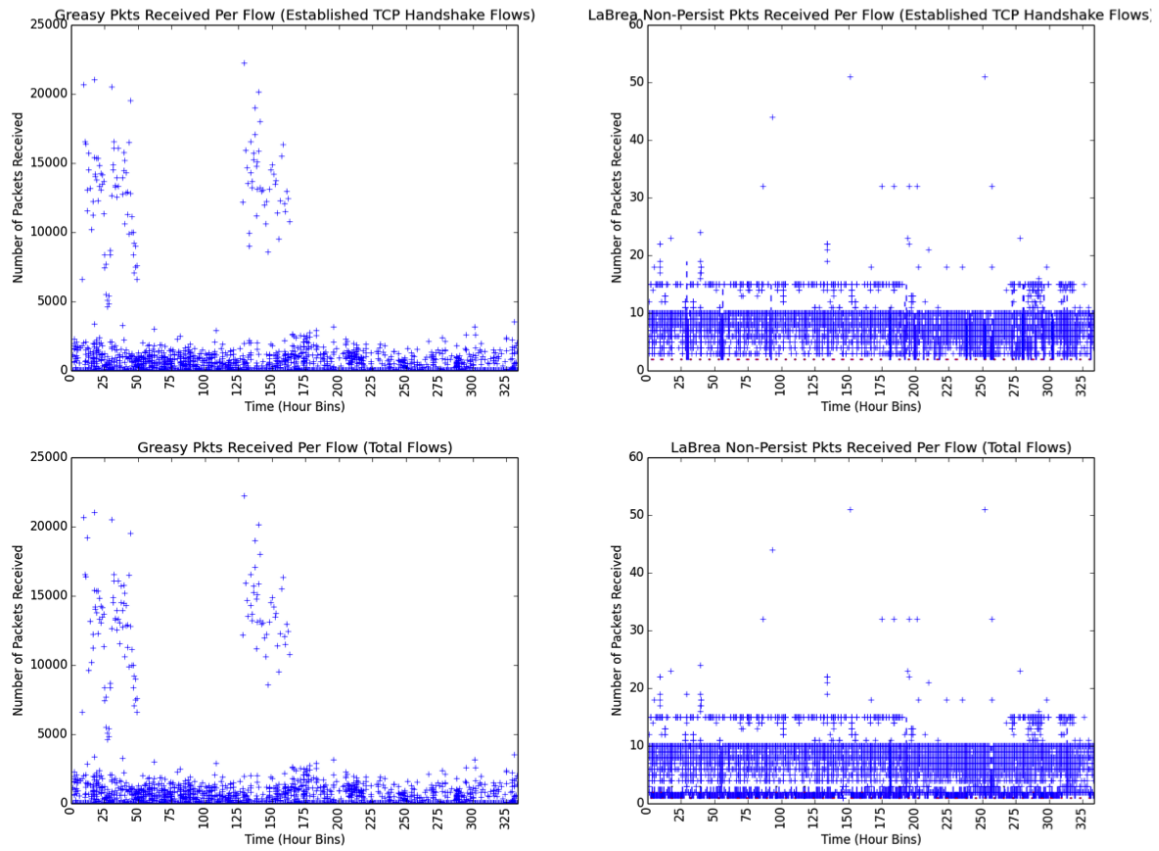 Greasy Pkts Received Per Flow (Established TCP Handshake Flows)
25000
20000
15000
10000
5000
0
Number of Packets Received
0 25 50 75 100 125 150 175 200 225 250 275 300 325
Time (Hour Bins)
LaBrea Non-Persist Pkts Received Per Flow (Established TCP Handshake Flows)
60
50
40
30
20
10
0
Number of Packets Received
0 25 50 75 100 125 150 175 200 225 250 275 300 325
Time (Hour Bins)
Greasy Pkts Received Per Flow (Total Flows)
25000
20000
15000
10000
5000
0
Number of Packets Received
0 25 50 75 100 125 150 175 200 225 250 275 300 325
Time (Hour Bins)
LaBrea Non-Persist Pkts Received Per Flow (Total Flows)
60
50
40
30
20
10
0
Number of Packets Received
0 25 50 75 100 125 150 175 200 225 250 275 300 325
Time (Hour Bins)